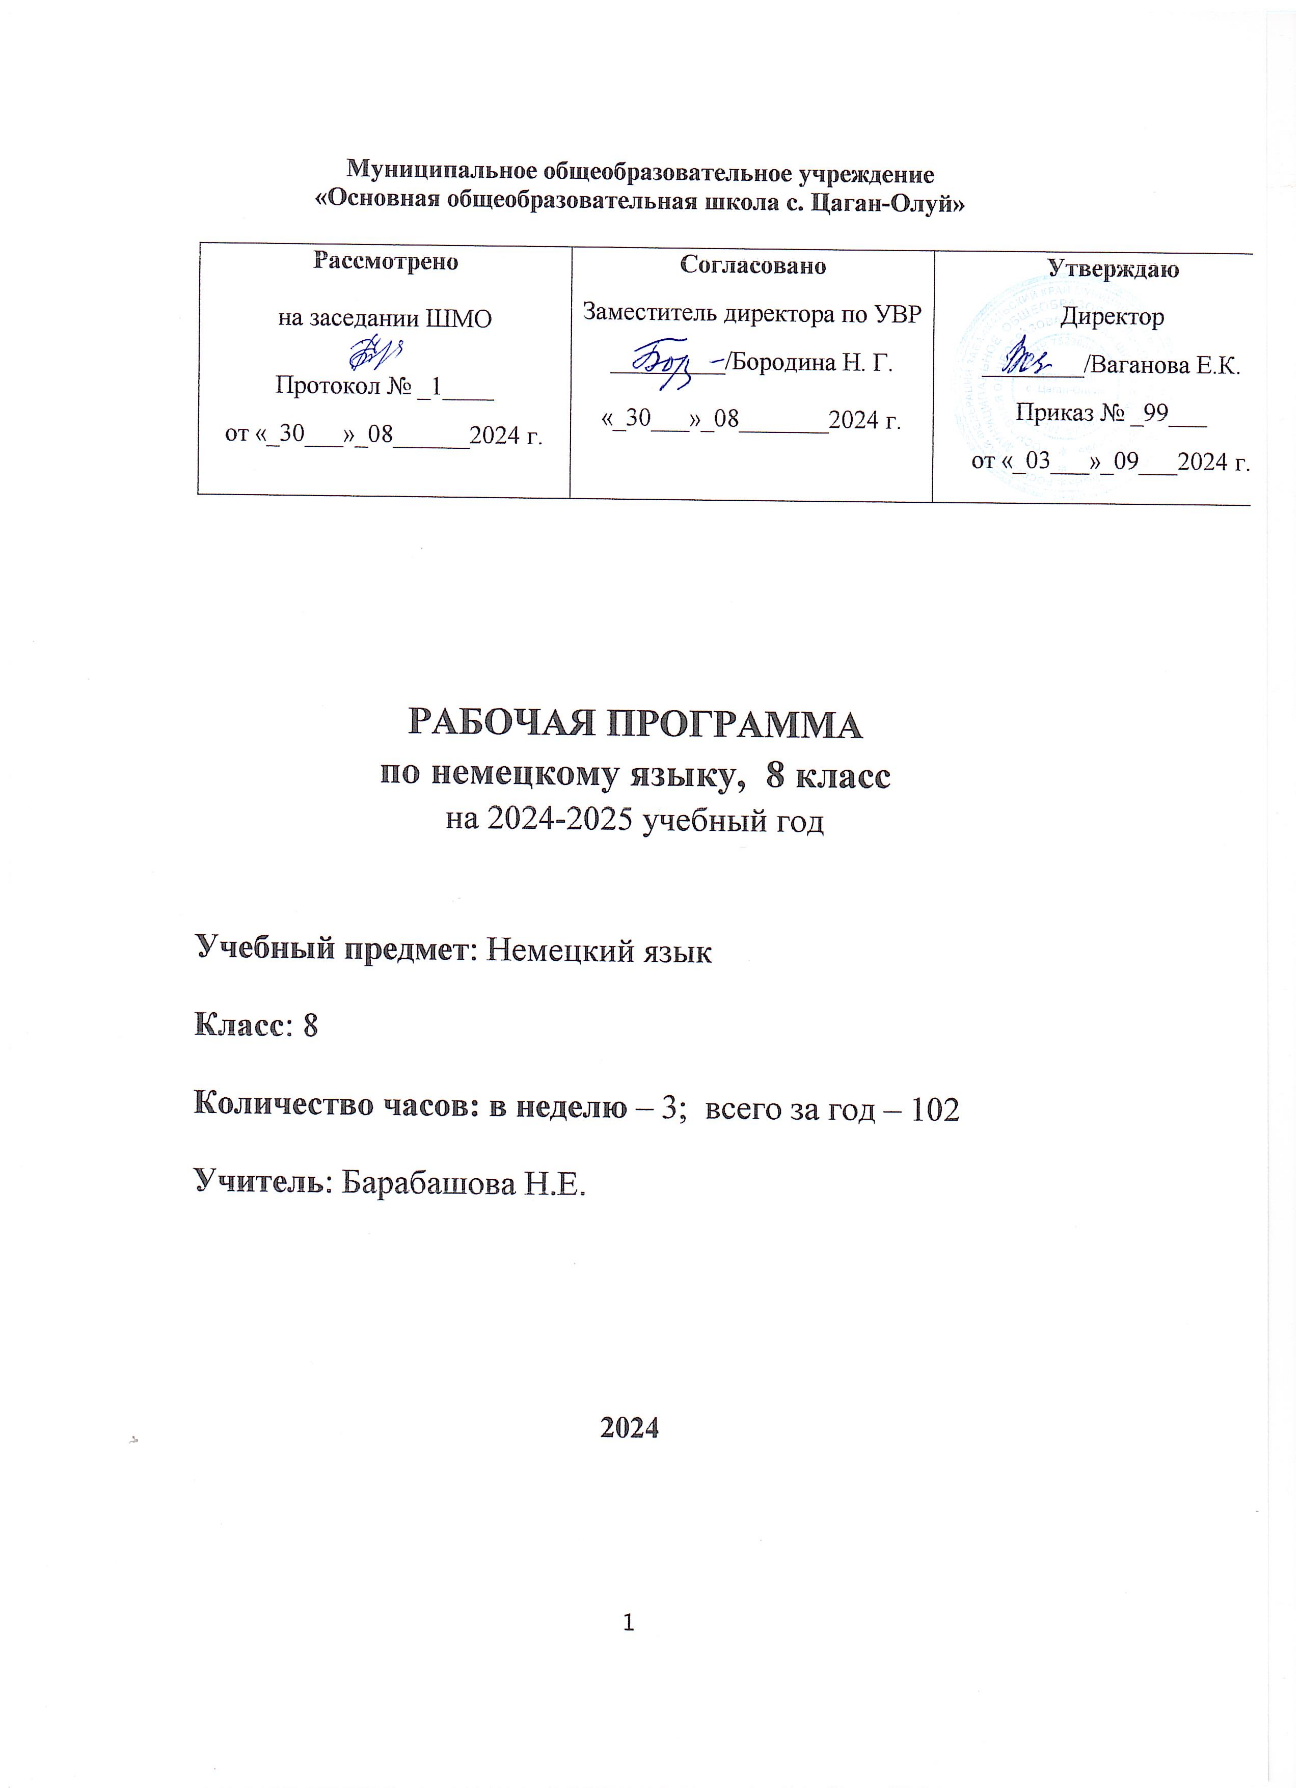 Муниципальное общеобразовательное учреждение
«Основная общеобразовательная школа с. Цаган-Олуй»
Рассмотрено
на заседании ШМО
Протокол № _1____
от «_30___»_08______2024 г.
Согласовано
Заместитель директора по УВР
_________/Бородина Н. Г.
«_30___»_08_______2024 г.
Утверждаю
Директор
________/Ваганова Е.К.
Приказ № _99___
от «_03___»_09___2024 г.
РАБОЧАЯ ПРОГРАММА
по немецкому языку, 8 класс
на 2024-2025 учебный год
Учебный предмет: Немецкий язык
Класс: 8
Количество часов: в неделю – 3; всего за год – 102
Учитель: Барабашова Н.Е.
2024
1